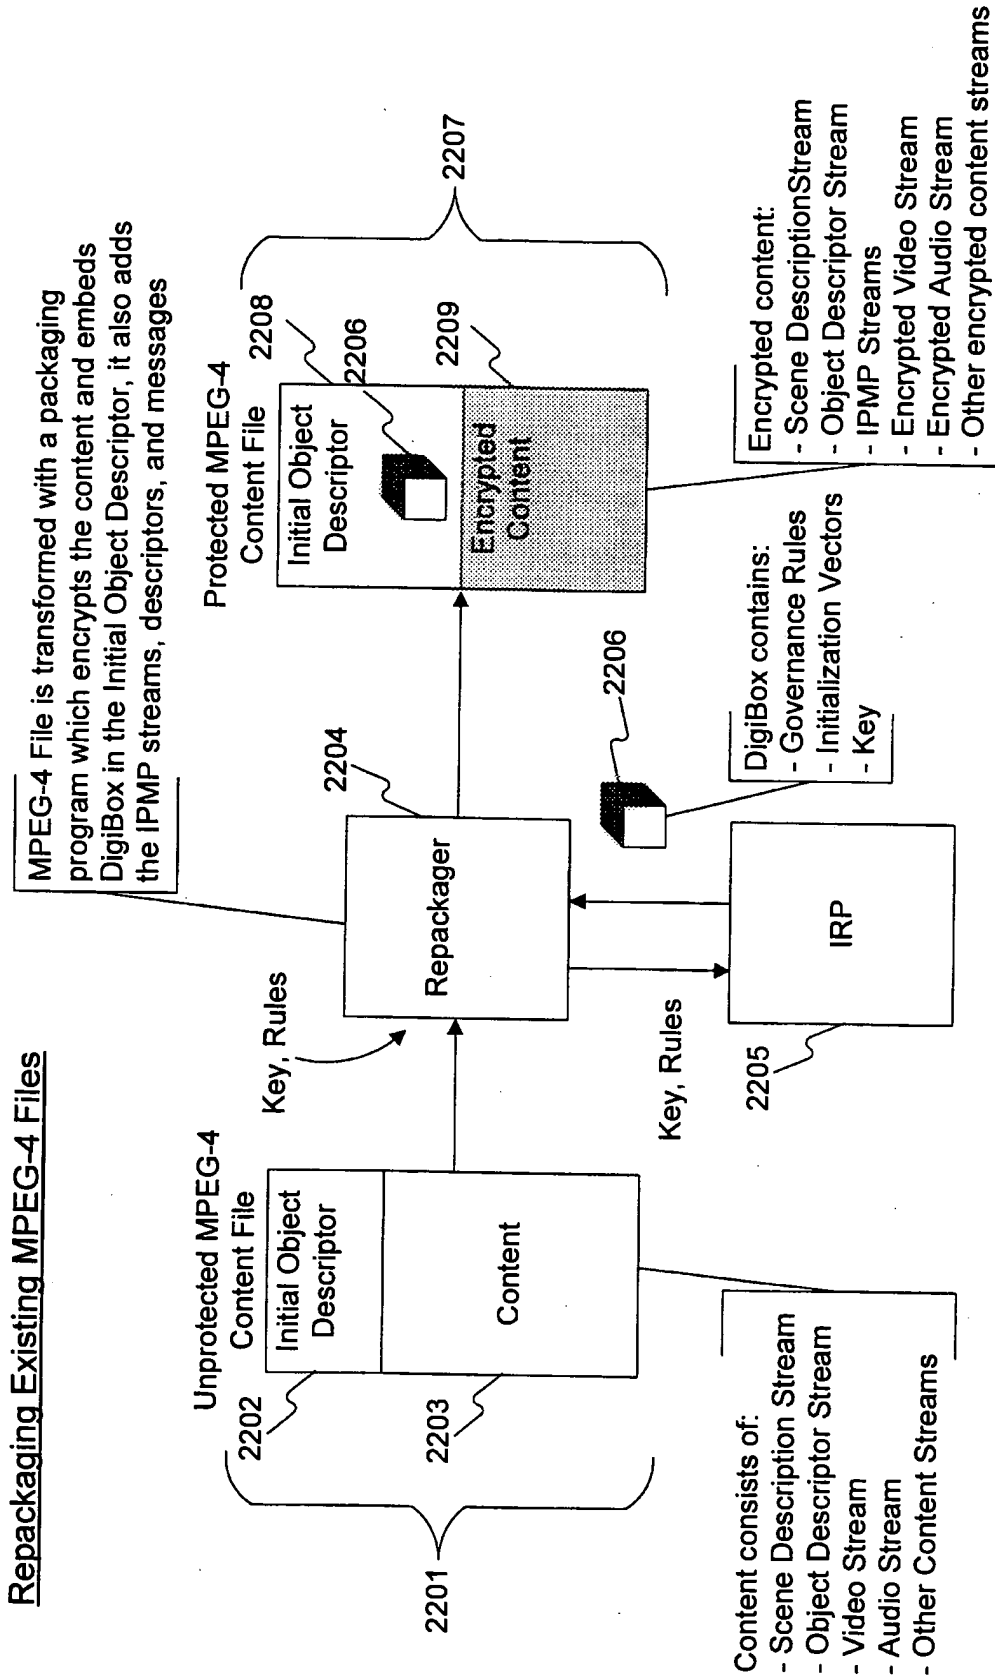 Repackaging Existing MPEG-4 Files
MPEG-4 File is transformed with a packaging
program which encrypts the content and embeds
DigiBox in the Initial Object Descriptor, it also adds
the IPMP streams, descriptors, and messages
Unprotected MPEG-4
Content File
2201
2202
Initial Object
Descriptor
2203
Content
Content consists of:
- Scene Description Stream
- Object Descriptor Stream
- Video Stream
- Audio Stream
- Other Content Streams
Key, Rules
2204
Repackager
Key, Rules
2205
IRP
2206
DigiBox contains:
- Governance Rules
- Initialization Vectors
- Key
Protected MPEG-4
Content File
Initial Object
Descriptor
2208
2206
2209
2207
Encrypted
Content
Encrypted content:
- Scene DescriptionStream
- Object Descriptor Stream
- IPMP Streams
- Encrypted Video Stream
- Encrypted Audio Stream
- Other encrypted content streams